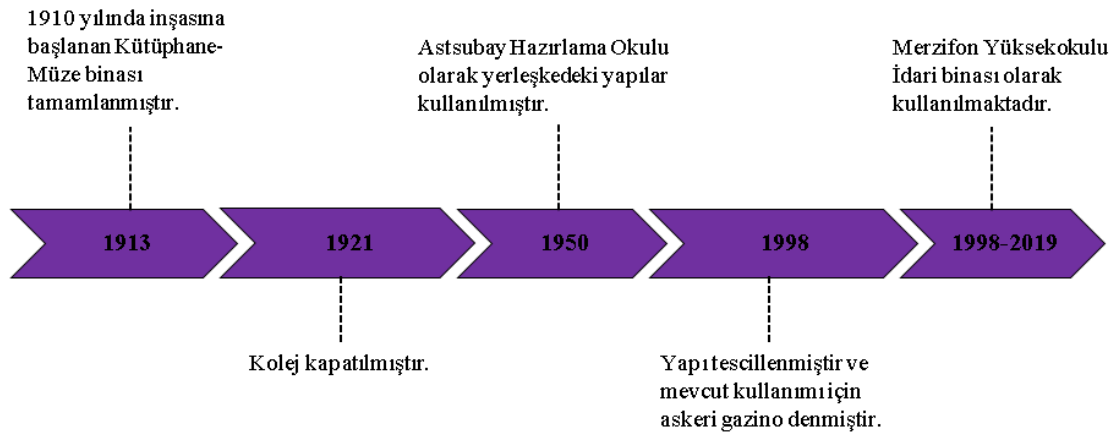 1910 yılında inşasına
başlanan Kütüphane-
Müze binası
tamamlanmıştır.
Astsubay Hazırlama Okulu
olarak yerleşkedeki yapılar
kullanılmıştır.
Merzifon Yüksekokulu
İdari binası olarak
kullanılmaktadır.
1913
1921
1950
1998
1998-2019
Kolej kapatılmıştır.
Yapı tescillenmiştir ve
mevcut kullanımı için
askeri gazino denmiştir.